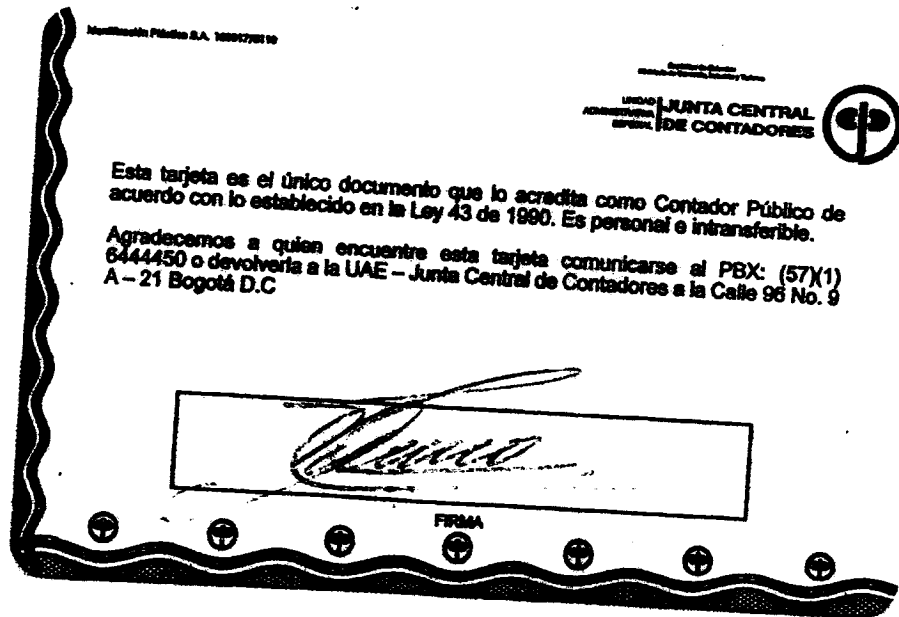 Identificación Plástica S.A.
UNIDAD
ADMINISTRATIVA
ESPECIAL
JUNTA CENTRAL
DE CONTADORES
Esta tarjeta es el único documento que lo acredita como Contador Público de
acuerdo con lo establecido en la Ley 43 de 1990. Es personal e intransferible.
Agradecemos a quien encuentre esta tarjeta comunicarse al PBX: (57)(1)
6444450 o devolverla a la UAE – Junta Central de Contadores a la Calle 96 No. 9
A – 21 Bogotá D.C
FIRMA